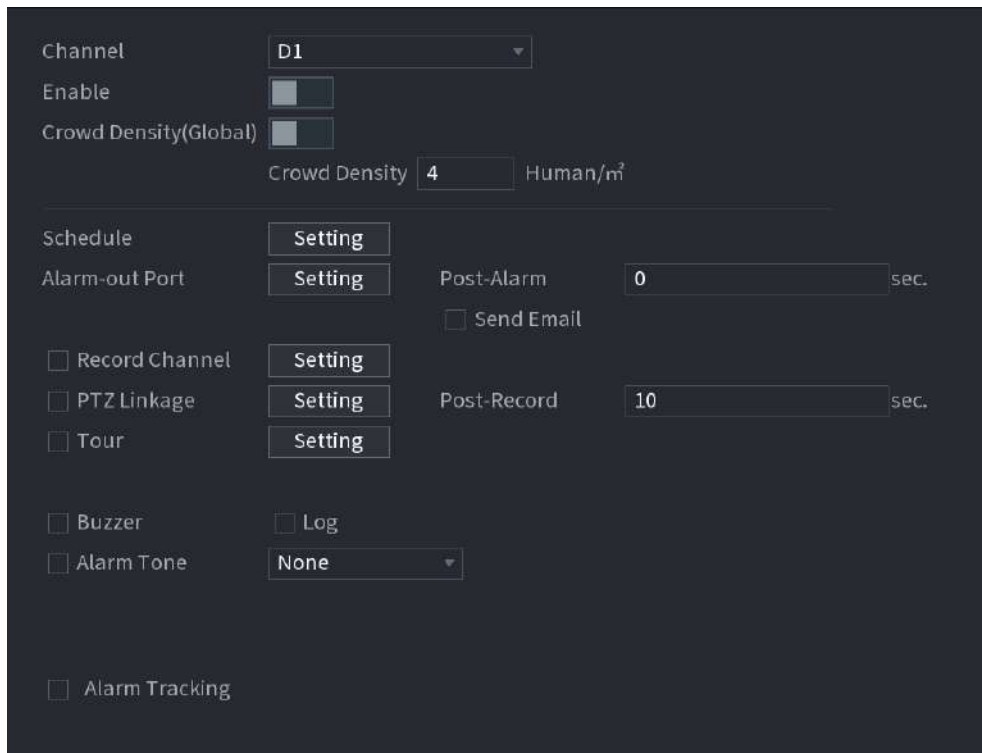 Channel D1
Enable
Crowd Density(Global)
Crowd Density 4 Human/㎡
Schedule Setting
Alarm-out Port Setting Post-Alarm 0 sec.
Send Email
Record Channel Setting
PTZ Linkage Setting Post-Record 10 sec.
Tour Setting
Buzzer Log
Alarm Tone None
Alarm Tracking